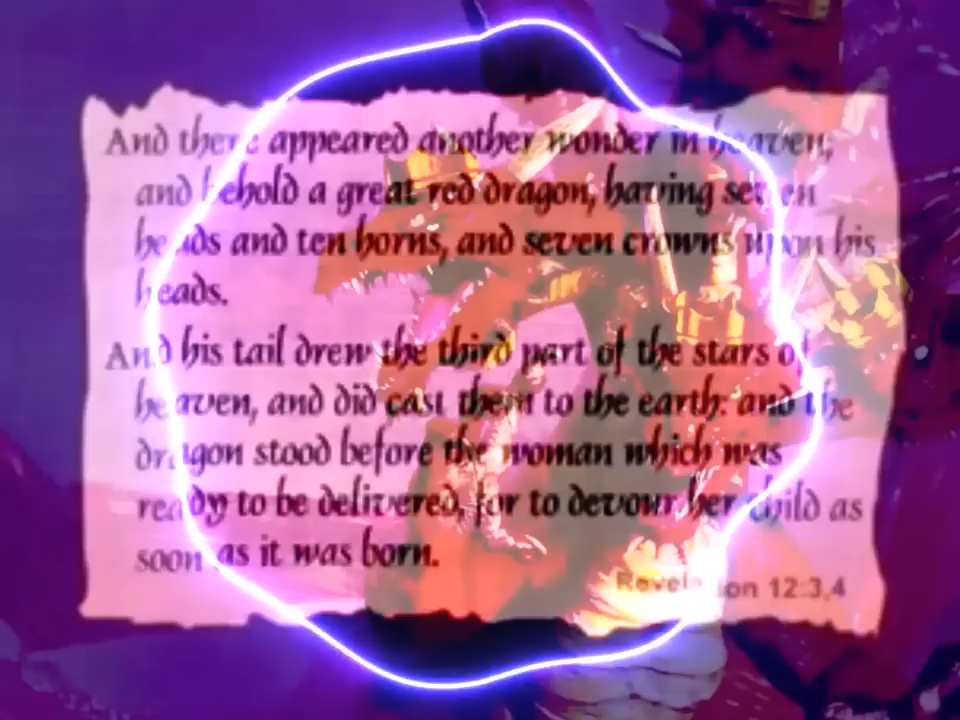 And there appeared another wonder in heaven;
and behold a great red dragon, having seven
heads and ten horns, and seven crowns upon his
heads.
And his tail drew the third part of the stars of
heaven, and did cast them to the earth: and the
dragon stood before the woman which was
ready to be delivered, for to devour her child as
soon as it was born.
Revelation 12:3,4